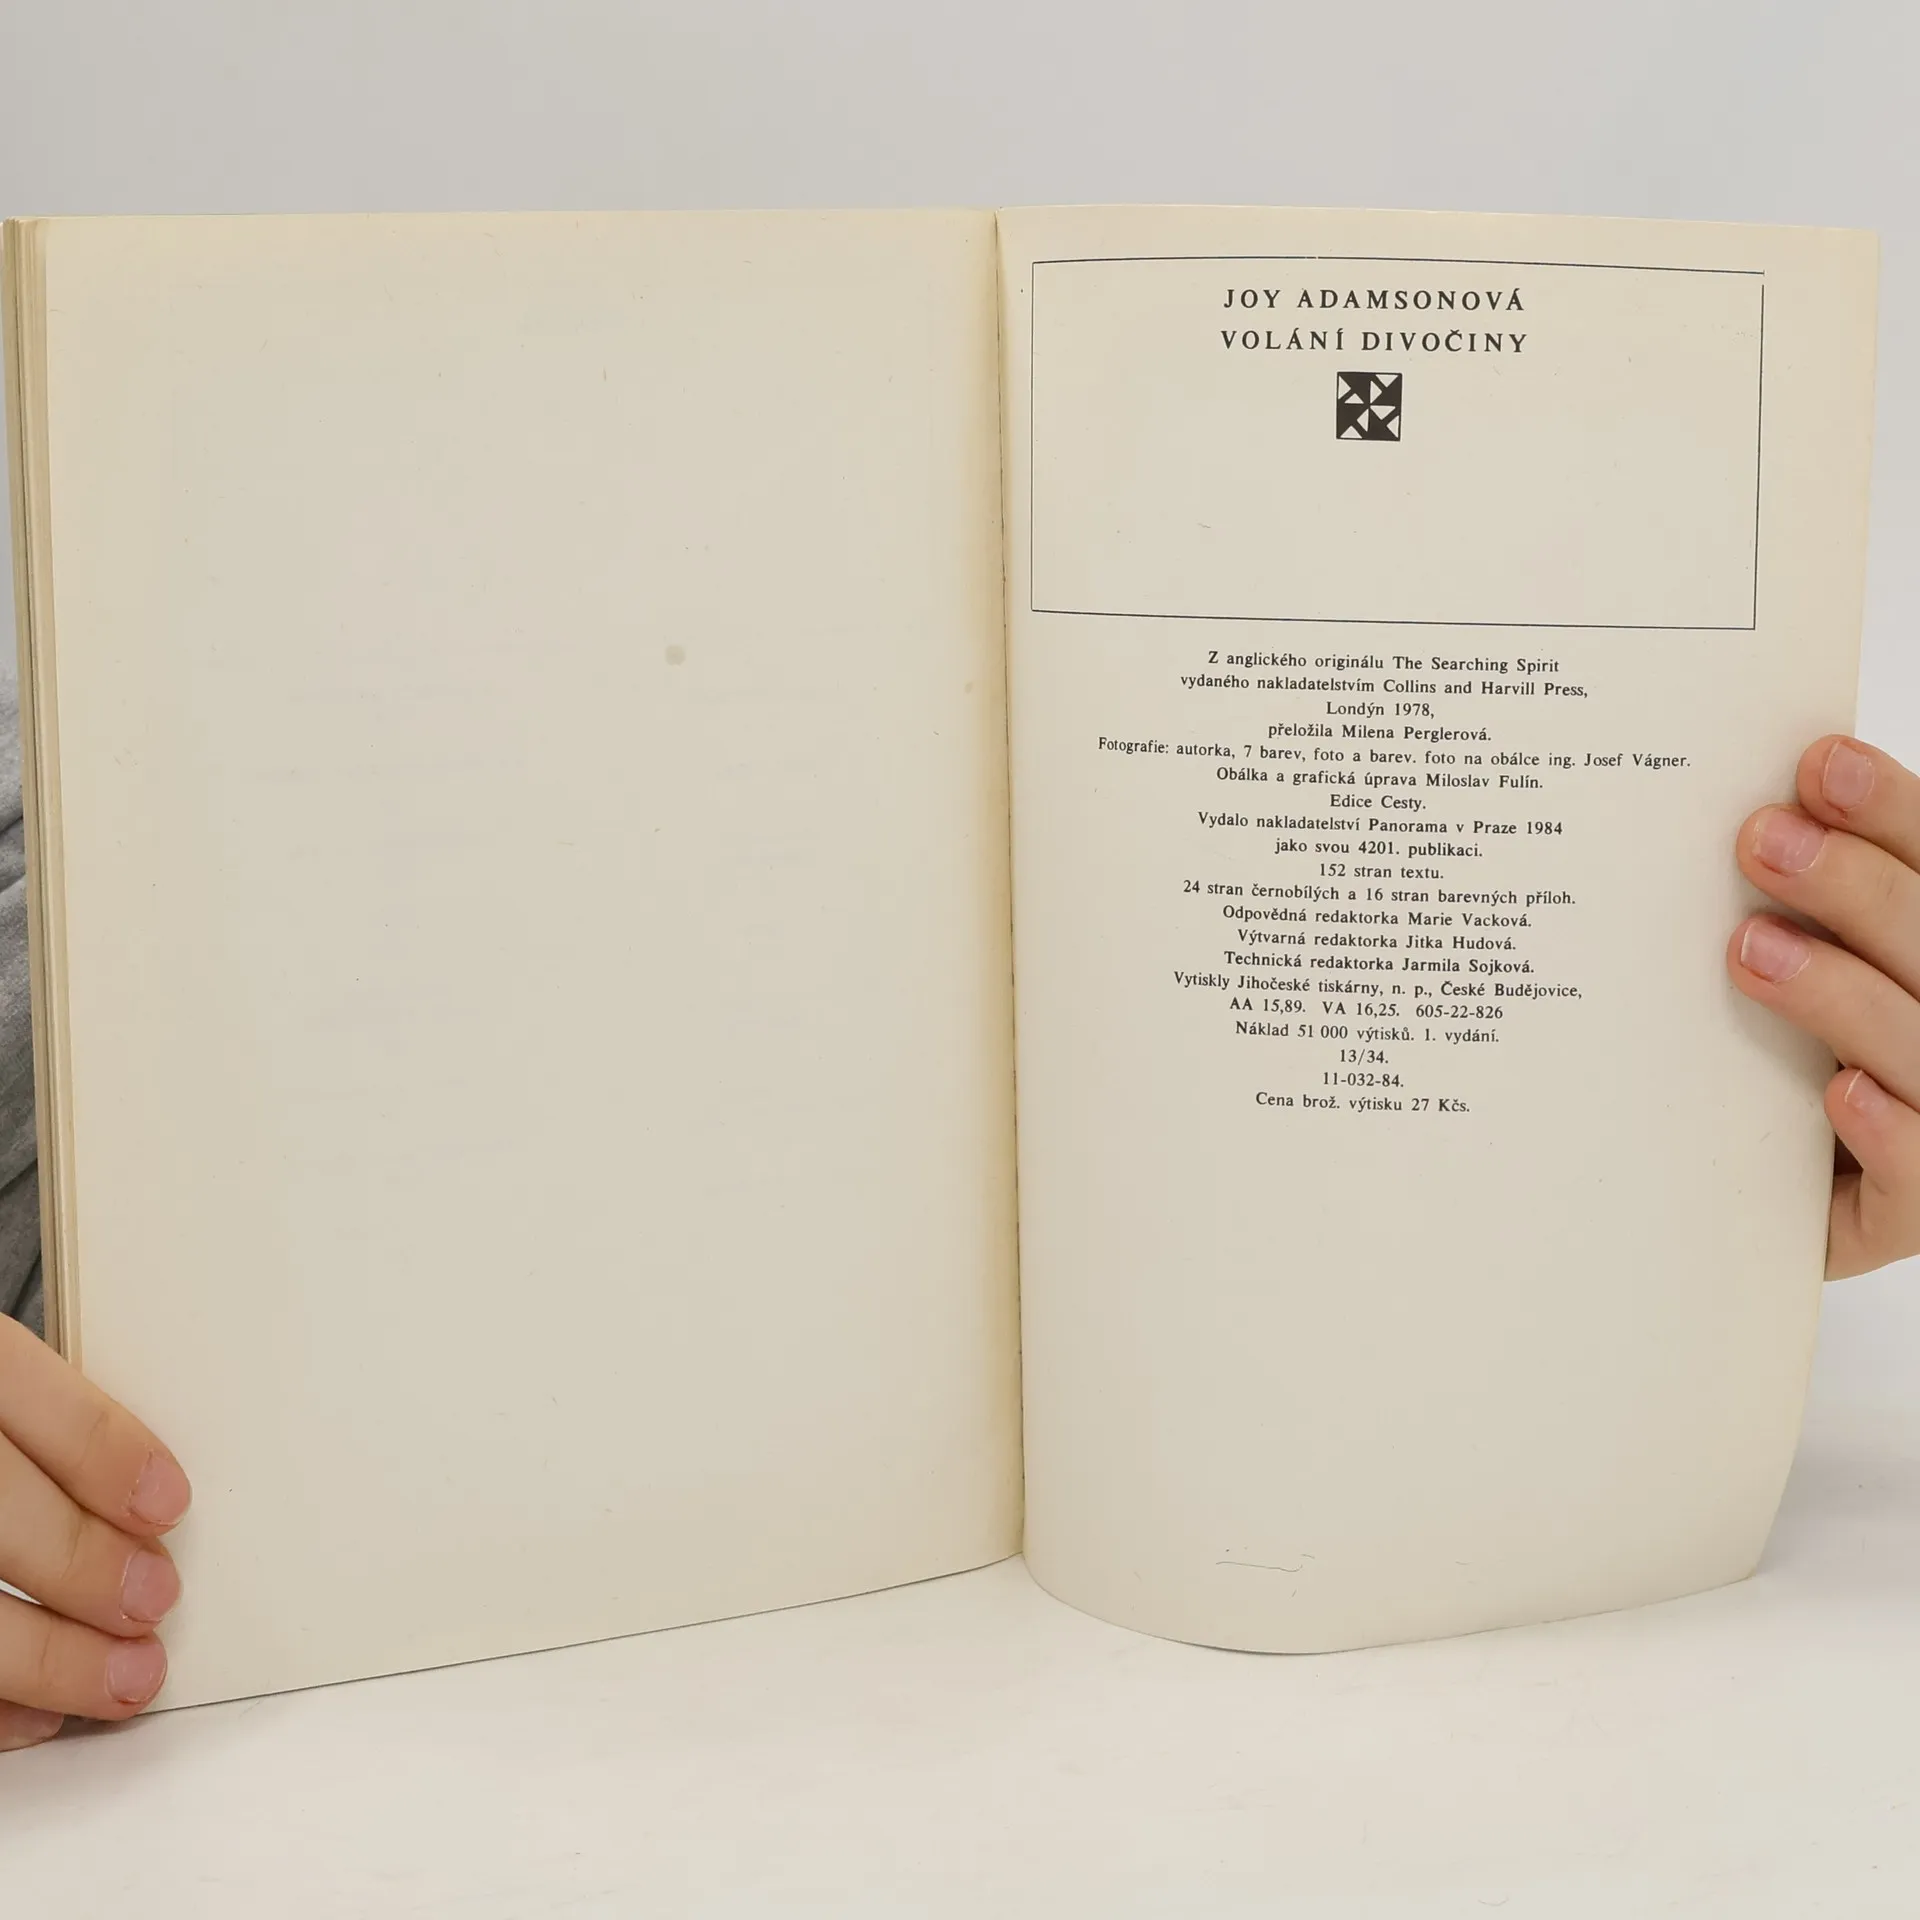 JOY ADAMSONOVÁ
VOLÁNÍ DIVOČINY
Z anglického originálu The Searching Spirit
vydaného nakladatelstvím Collins and Harvill Press,
Londýn 1978,
přeložila Milena Perglerová.
Fotografie: autorka, 7 barev, foto a barev. foto na obálce ing. Josef Vágner.
Obálka a grafická úprava Miloslav Fulín.
Edice Cesty.
Vydalo nakladatelství Panorama v Praze 1984
jako svou 4201. publikaci.
152 stran textu.
24 stran černobílých a 16 stran barevných příloh.
Odpovědná redaktorka Marie Vacková.
Výtvarná redaktorka Jitka Hudová.
Technická redaktorka Jarmila Sojková.
Vytiskly Jihočeské tiskárny, n. p., České Budějovice,
AA 15,89. VA 16,25. 605-22-826
Náklad 51 000 výtisků. 1. vydání.
13/34.
11-032-84.
Cena brož. výtisku 27 Kčs.